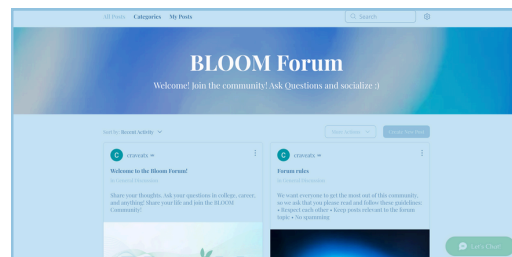 All Posts Categories My Posts
Search
BLOOM Forum
Welcome! Join the community! Ask Questions and socialize :)
Sort by: Recent Activity
Create New Post
C craveats
Welcome to the Bloom Forum!
Share your thoughts. Ask your questions in college, career,
and anything! Share your life and join the BLOOM
Community!
C craveats
Forum rules
We want everyone to get the most out of this community,
so we ask that you please read and follow these guidelines:
• Respect each other • Keep posts relevant to the forum
topic • No spamming
Let's Chat!